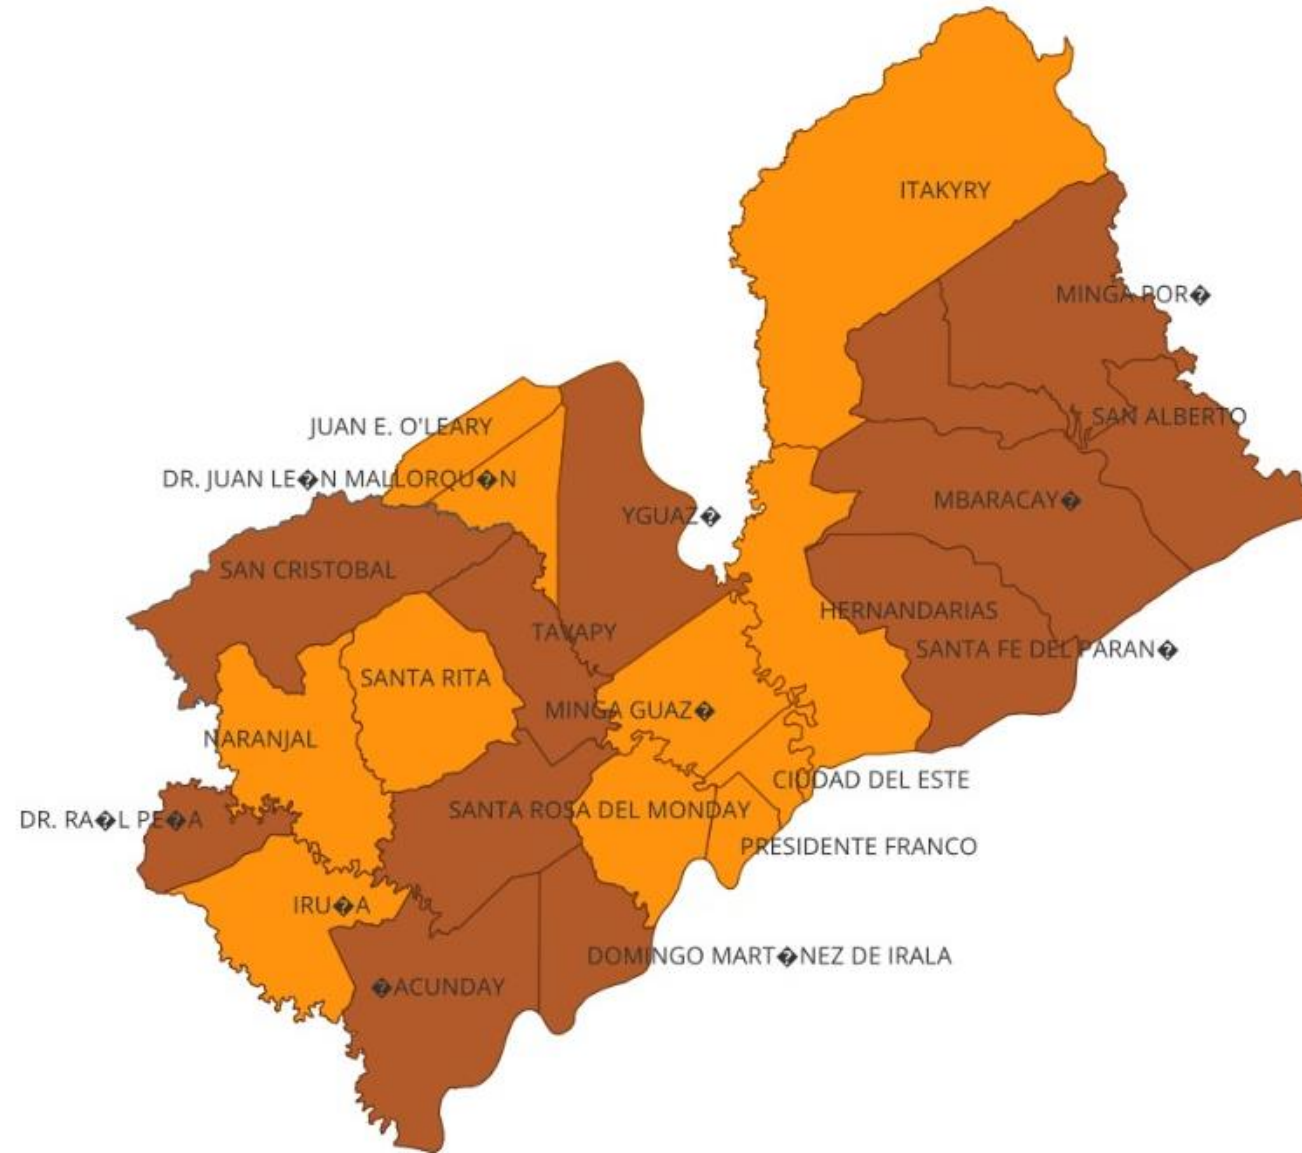 ITAKYRY
MINGA POR�
SAN ALBERTO
JUAN E. O'LEARY
DR. JUAN LE�N MALLORQU�N
MBARACAY�
YGUAZ�
SAN CRISTOBAL
HERNANDARIAS
TAVAPY
SANTA FE DEL PARAN�
SANTA RITA
MINGA GUAZ�
NARANJAL
CIUDAD DEL ESTE
SANTA ROSA DEL MONDAY
DR. RA�L PE�A
PRESIDENTE FRANCO
IRU�A
DOMINGO MART�NEZ DE IRALA
�ACUNDAY